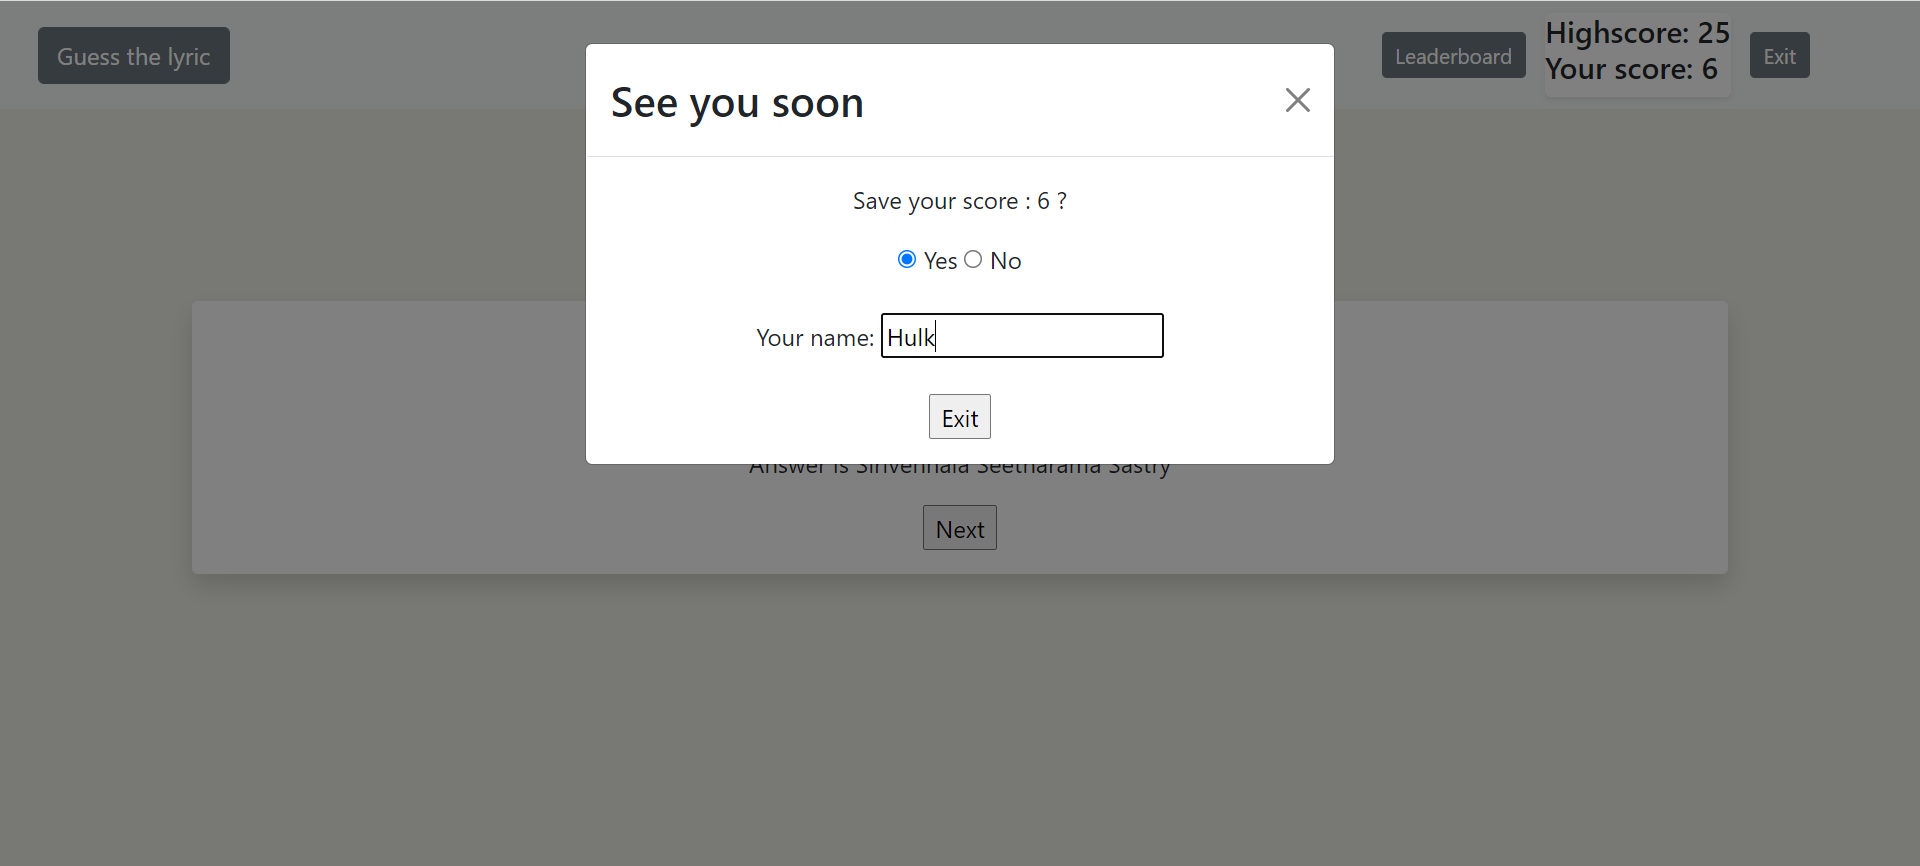 Guess the lyric
Leaderboard
Highscore: 25
Your score: 6
Exit
See you soon
Save your score : 6 ?
Yes No
Your name: Hulk
Exit
Answer is Sirivennala Seetharama Sastry
Next